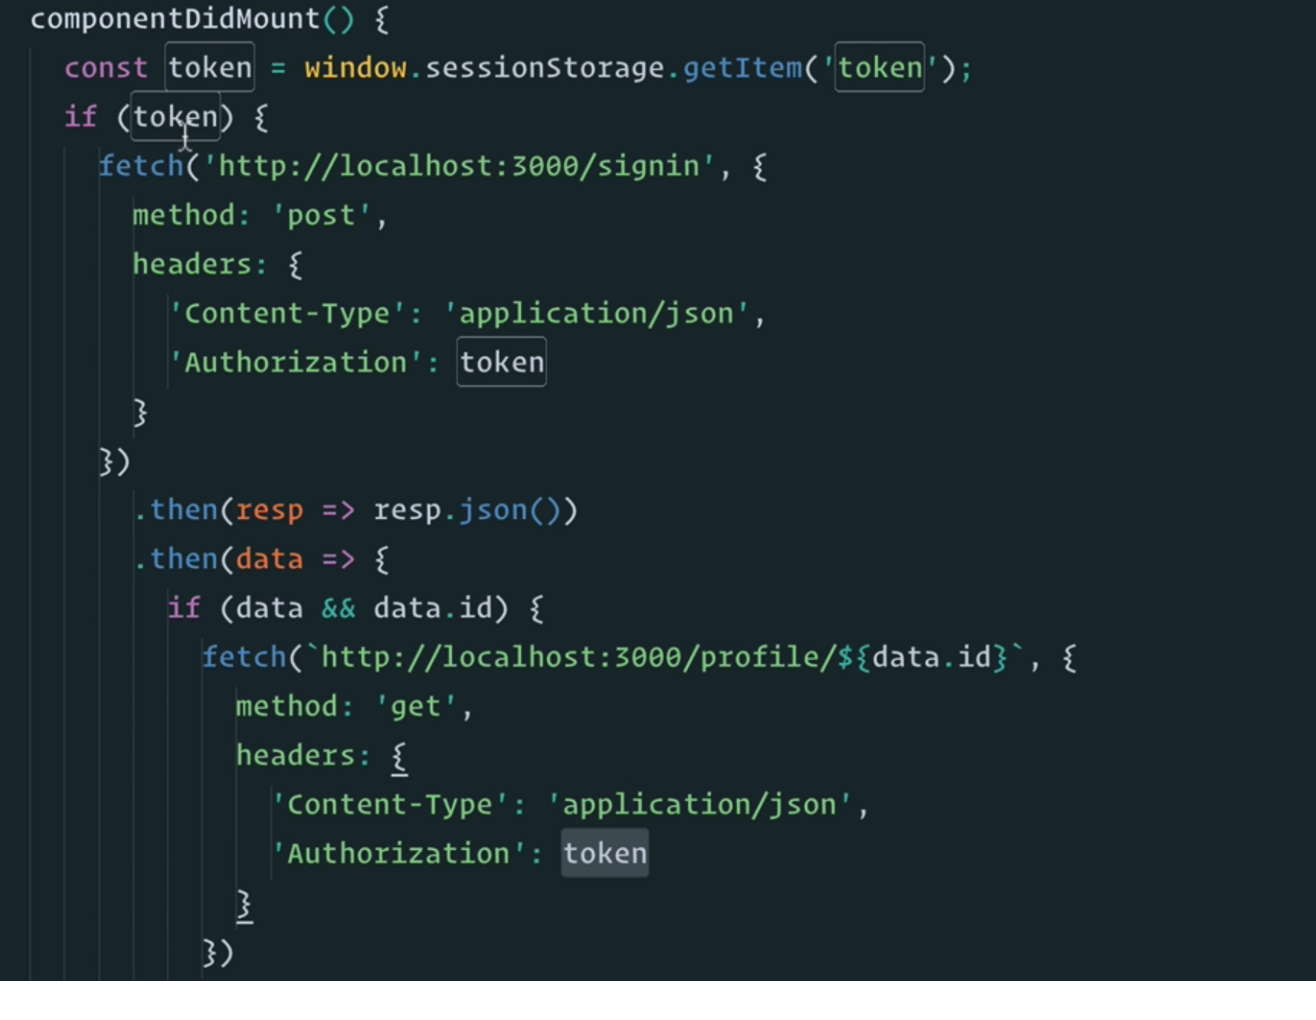 componentDidMount() {
const token = window.sessionStorage.getItem('token');
if (token) {
fetch('http://localhost:3000/signin', {
method: 'post',
headers: {
'Content-Type': 'application/json',
'Authorization': token
}
})
.then(resp => resp.json())
.then(data => {
if (data && data.id) {
fetch(`http://localhost:3000/profile/${data.id}`, {
method: 'get',
headers: {
'Content-Type': 'application/json',
'Authorization': token
}
})